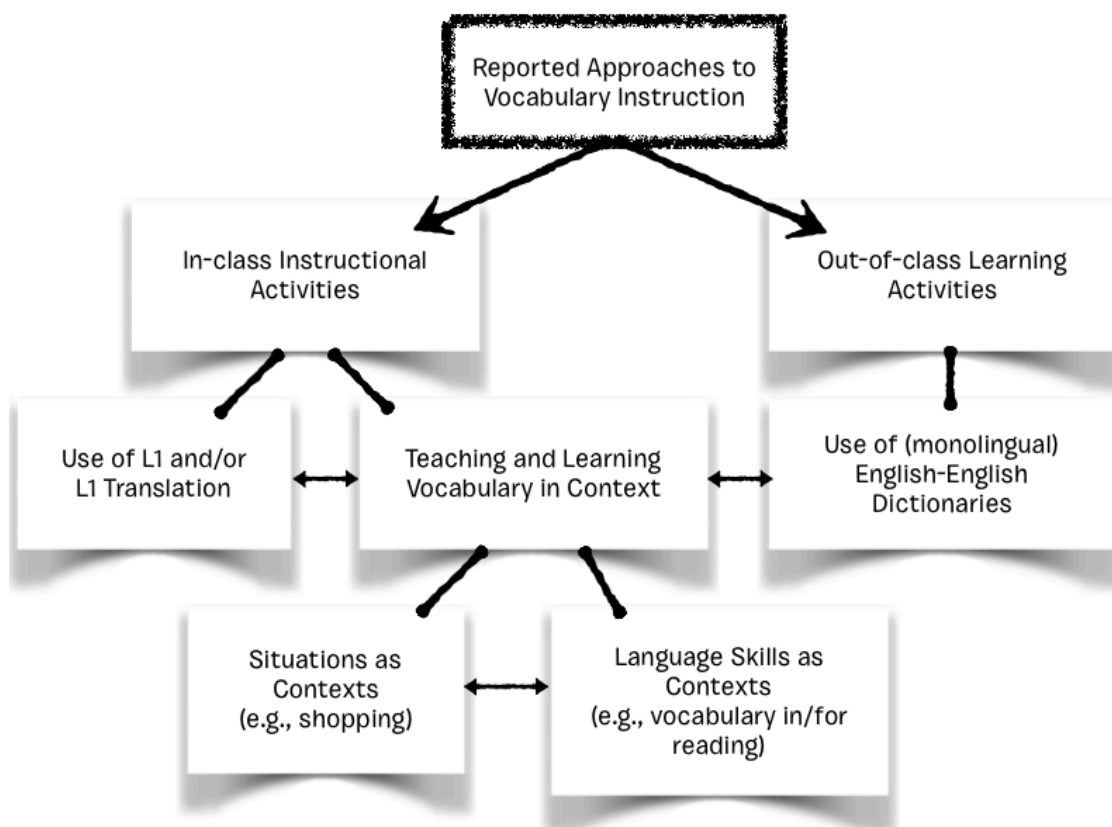 Reported Approaches to
Vocabulary Instruction
In-class Instructional
Activities
Out-of-class Learning
Activities
Use of L1 and/or
L1 Translation
Teaching and Learning
Vocabulary in Context
Use of (monolingual)
English-English
Dictionaries
Situations as
Contexts
(e.g., shopping)
Language Skills as
Contexts
(e.g., vocabulary in/for
reading)